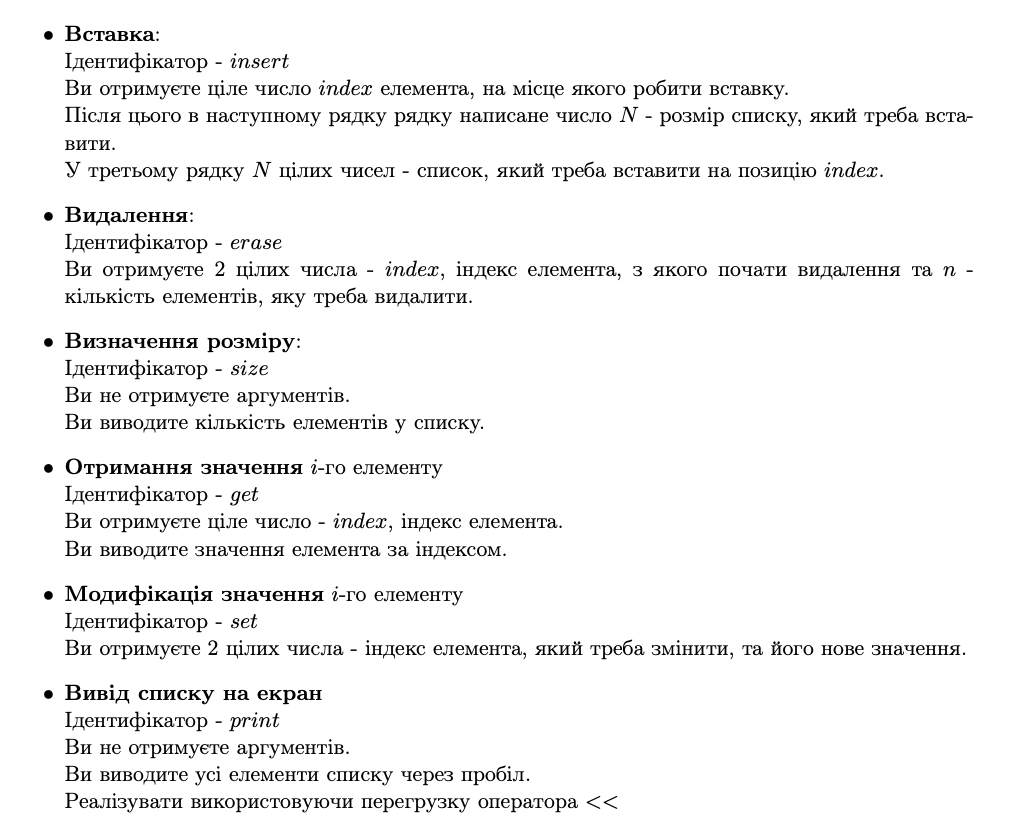 • Вставка:
Ідентифікатор - insert
Ви отримуєте ціле число index елемента, на місце якого робити вставку.
Після цього в наступному рядку рядку написане число N - розмір списку, який треба вста-
вити.
У третьому рядку N цілих чисел - список, який треба вставити на позицію index.
• Видалення:
Ідентифікатор - erase
Ви отримуєте 2 цілих числа - index, індекс елемента, з якого почати видалення та n -
кількість елементів, яку треба видалити.
• Визначення розміру:
Ідентифікатор - size
Ви не отримуєте аргументів.
Ви виводите кількість елементів у списку.
• Отримання значення i-го елементу
Ідентифікатор - get
Ви отримуєте ціле число - index, індекс елемента.
Ви виводите значення елемента за індексом.
• Модифікація значення i-го елементу
Ідентифікатор - set
Ви отримуєте 2 цілих числа - індекс елемента, який треба змінити, та його нове значення.
• Вивід списку на екран
Ідентифікатор - print
Ви не отримуєте аргументів.
Ви виводите усі елементи списку через пробіл.
Реалізувати використовуючи перегрузку оператора <<